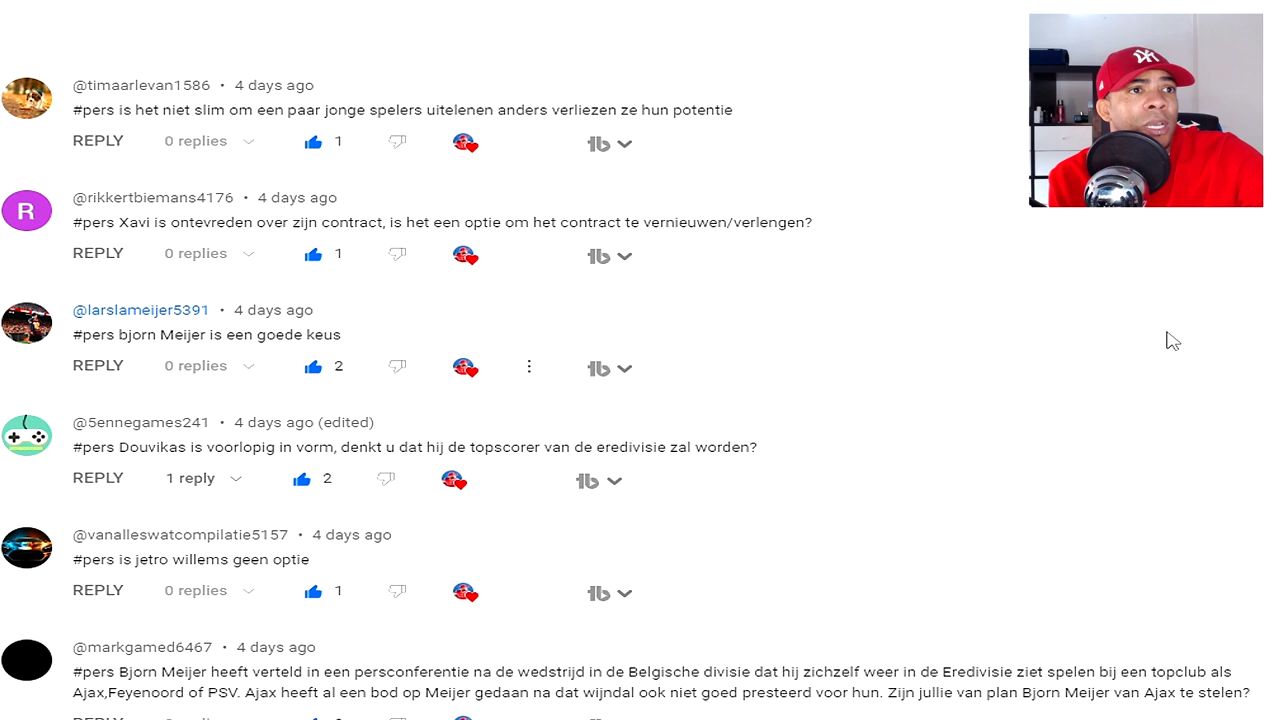 @timaarlevan1586 • 4 days ago
#pers is het niet slim om een paar jonge spelers uitelenen anders verliezen ze hun potentie
REPLY 0 replies 1
@rikkertbiemans4176 • 4 days ago
R
#pers Xavi is ontevreden over zijn contract, is het een optie om het contract te vernieuwen/verlengen?
REPLY 0 replies 1
@larslameijer5391 • 4 days ago
#pers bjorn Meijer is een goede keus
REPLY 0 replies 2
@5ennegames241 • 4 days ago (edited)
#pers Douvikas is voorlopig in vorm, denkt u dat hij de topscorer van de eredivisie zal worden?
REPLY 1 reply 2
@vanalleswatcompilatie5157 • 4 days ago
#pers is jetro willems geen optie
REPLY 0 replies 1
@markgamed6467 • 4 days ago
#pers Bjorn Meijer heeft verteld in een persconferentie na de wedstrijd in de Belgische divisie dat hij zichzelf weer in de Eredivisie ziet spelen bij een topclub als
Ajax,Feyenoord of PSV. Ajax heeft al een bod op Meijer gedaan na dat wijndal ook niet goed presteerd voor hun. Zijn jullie van plan Bjorn Meijer van Ajax te stelen?